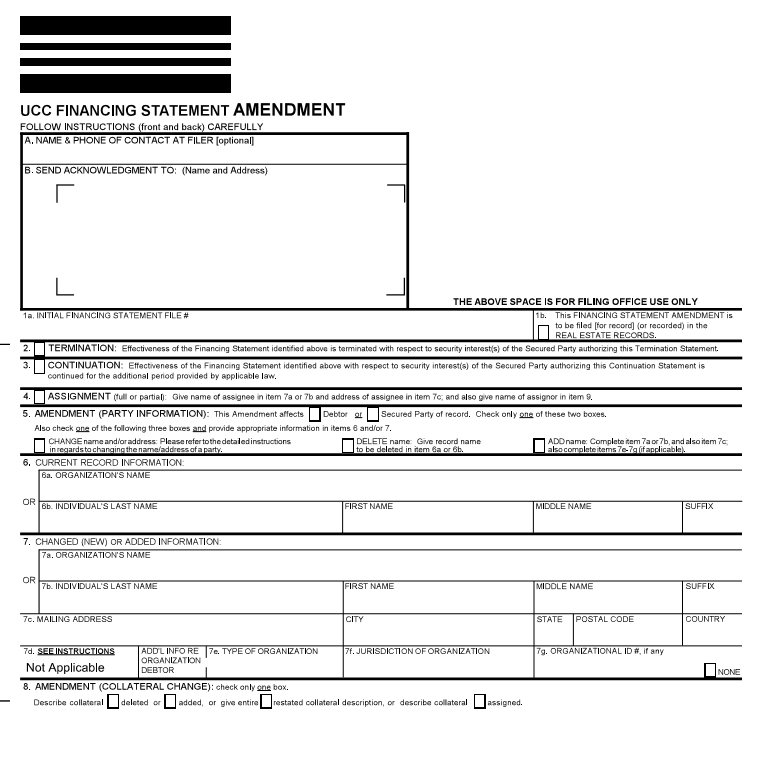 UCC FINANCING STATEMENT AMENDMENT
FOLLOW INSTRUCTIONS (front and back) CAREFULLY
A. NAME & PHONE OF CONTACT AT FILER [optional]
B. SEND ACKNOWLEDGMENT TO: (Name and Address)
THE ABOVE SPACE IS FOR FILING OFFICE USE ONLY
1a. INITIAL FINANCING STATEMENT FILE #
1b. This FINANCING STATEMENT AMENDMENT is
to be filed [for record] (or recorded) in the
REAL ESTATE RECORDS.
2. TERMINATION: Effectiveness of the Financing Statement identified above is terminated with respect to security interest(s) of the Secured Party authorizing this Termination Statement.
3. CONTINUATION: Effectiveness of the Financing Statement identified above with respect to security interest(s) of the Secured Party authorizing this Continuation Statement is
continued for the additional period provided by applicable law.
4. ASSIGNMENT (full or partial): Give name of assignee in item 7a or 7b and address of assignee in item 7c; and also give name of assignor in item 9.
5. AMENDMENT (PARTY INFORMATION): This Amendment affects Debtor or Secured Party of record. Check only one of these two boxes.
Also check one of the following three boxes and provide appropriate information in items 6 and/or 7.
CHANGE name and/or address: Please refer to the detailed instructions
in regards to changing the name/address of a party.
DELETE name: Give record name
to be deleted in item 6a or 6b.
ADD name: Complete item 7a or 7b, and also item 7c;
also complete items 7e-7g (if applicable).
6. CURRENT RECORD INFORMATION:
6a. ORGANIZATION'S NAME
OR
6b. INDIVIDUAL'S LAST NAME FIRST NAME MIDDLE NAME SUFFIX
7. CHANGED (NEW) OR ADDED INFORMATION:
7a. ORGANIZATION'S NAME
OR
7b. INDIVIDUAL'S LAST NAME FIRST NAME MIDDLE NAME SUFFIX
7c. MAILING ADDRESS CITY STATE POSTAL CODE COUNTRY
7d. SEE INSTRUCTIONS
Not Applicable
ADD'L INFO RE
ORGANIZATION
DEBTOR
7e. TYPE OF ORGANIZATION 7f. JURISDICTION OF ORGANIZATION 7g. ORGANIZATIONAL ID #, if any
NONE
8. AMENDMENT (COLLATERAL CHANGE): check only one box.
Describe collateral deleted or added, or give entire restated collateral description, or describe collateral assigned.